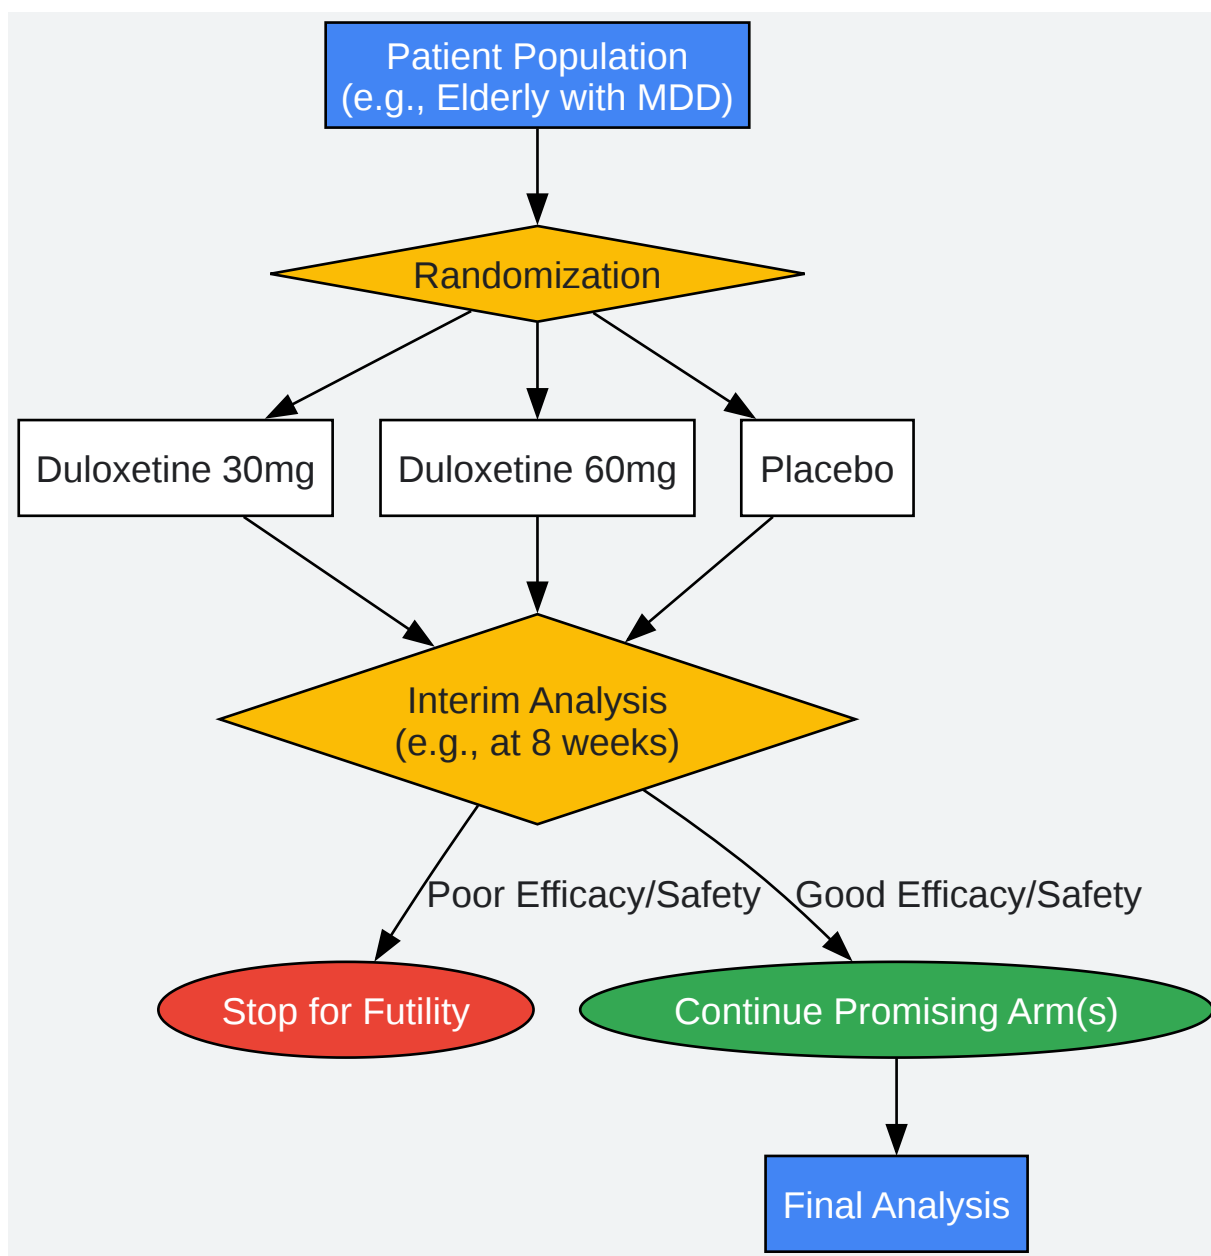 Patient Population
(e.g., Elderly with MDD)
Randomization
Duloxetine 30mg
Duloxetine 60mg
Placebo
Interim Analysis
(e.g., at 8 weeks)
Poor Efficacy/Safety
Good Efficacy/Safety
Stop for Futility
Continue Promising Arm(s)
Final Analysis